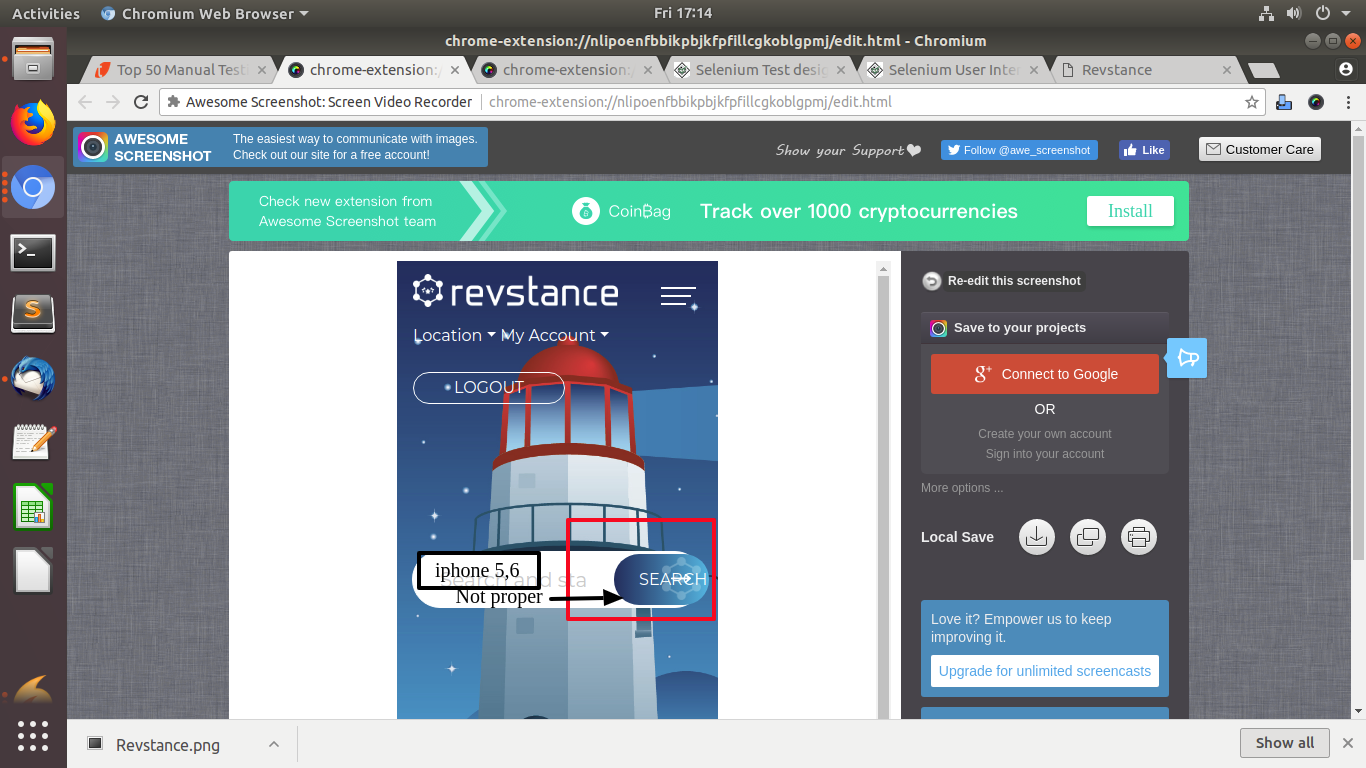 Activities
Chromium Web Browser
Fri 17:14
chrome-extension://nlipoenfbbikpbjkfpfillcgkoblgpmj/edit.html - Chromium
Top 50 Manual Test
chrome-extension:/
chrome-extension:/
Selenium Test desig
Selenium User Inter
Revstance
Awesome Screenshot: Screen Video Recorder
chrome-extension://nlipoenfbbikpbjkfpfillcgkoblgpmj/edit.html
AWESOME
SCREENSHOT
The easiest way to communicate with images.
Check out our site for a free account!
Show your Support
Follow @awe_screenshot
Like
Customer Care
Check new extension from
Awesome Screenshot team
CoinBag
Track over 1000 cryptocurrencies
Install
revstance
Location
My Account
LOGOUT
Search and sta
iphone 5,6
SEARCH
Not proper
Re-edit this screenshot
Save to your projects
g+ Connect to Google
OR
Create your own account
Sign into your account
More options ...
Local Save
Love it? Empower us to keep
improving it.
Upgrade for unlimited screencasts
Revstance.png
Show all